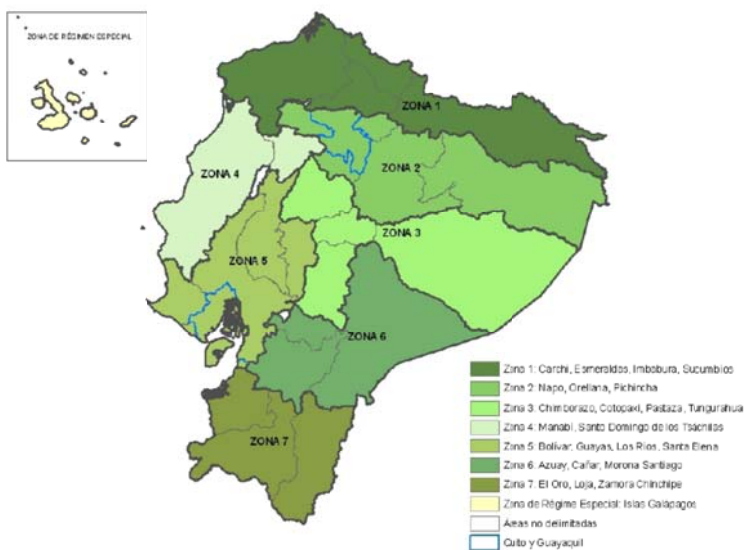 ZONA DE RÉGIMEN ESPECIAL
ZONA 1
ZONA 2
ZONA 4
ZONA 3
ZONA 5
ZONA 6
ZONA 7
Zona 1: Carchi, Esmeraldas, Imbabura, Sucumbíos
Zona 2: Napo, Orellana, Pichincha
Zona 3: Chimborazo, Cotopaxi, Pastaza, Tungurahua
Zona 4: Manabí, Santo Domingo de los Tsáchilas
Zona 5: Bolívar, Guayas, Los Ríos, Santa Elena
Zona 6: Azuay, Cañar, Morona Santiago
Zona 7: El Oro, Loja, Zamora Chinchipe
Zona de Régime Especial: Islas Galápagos
Áreas no delimitadas
Quito y Guayaquil